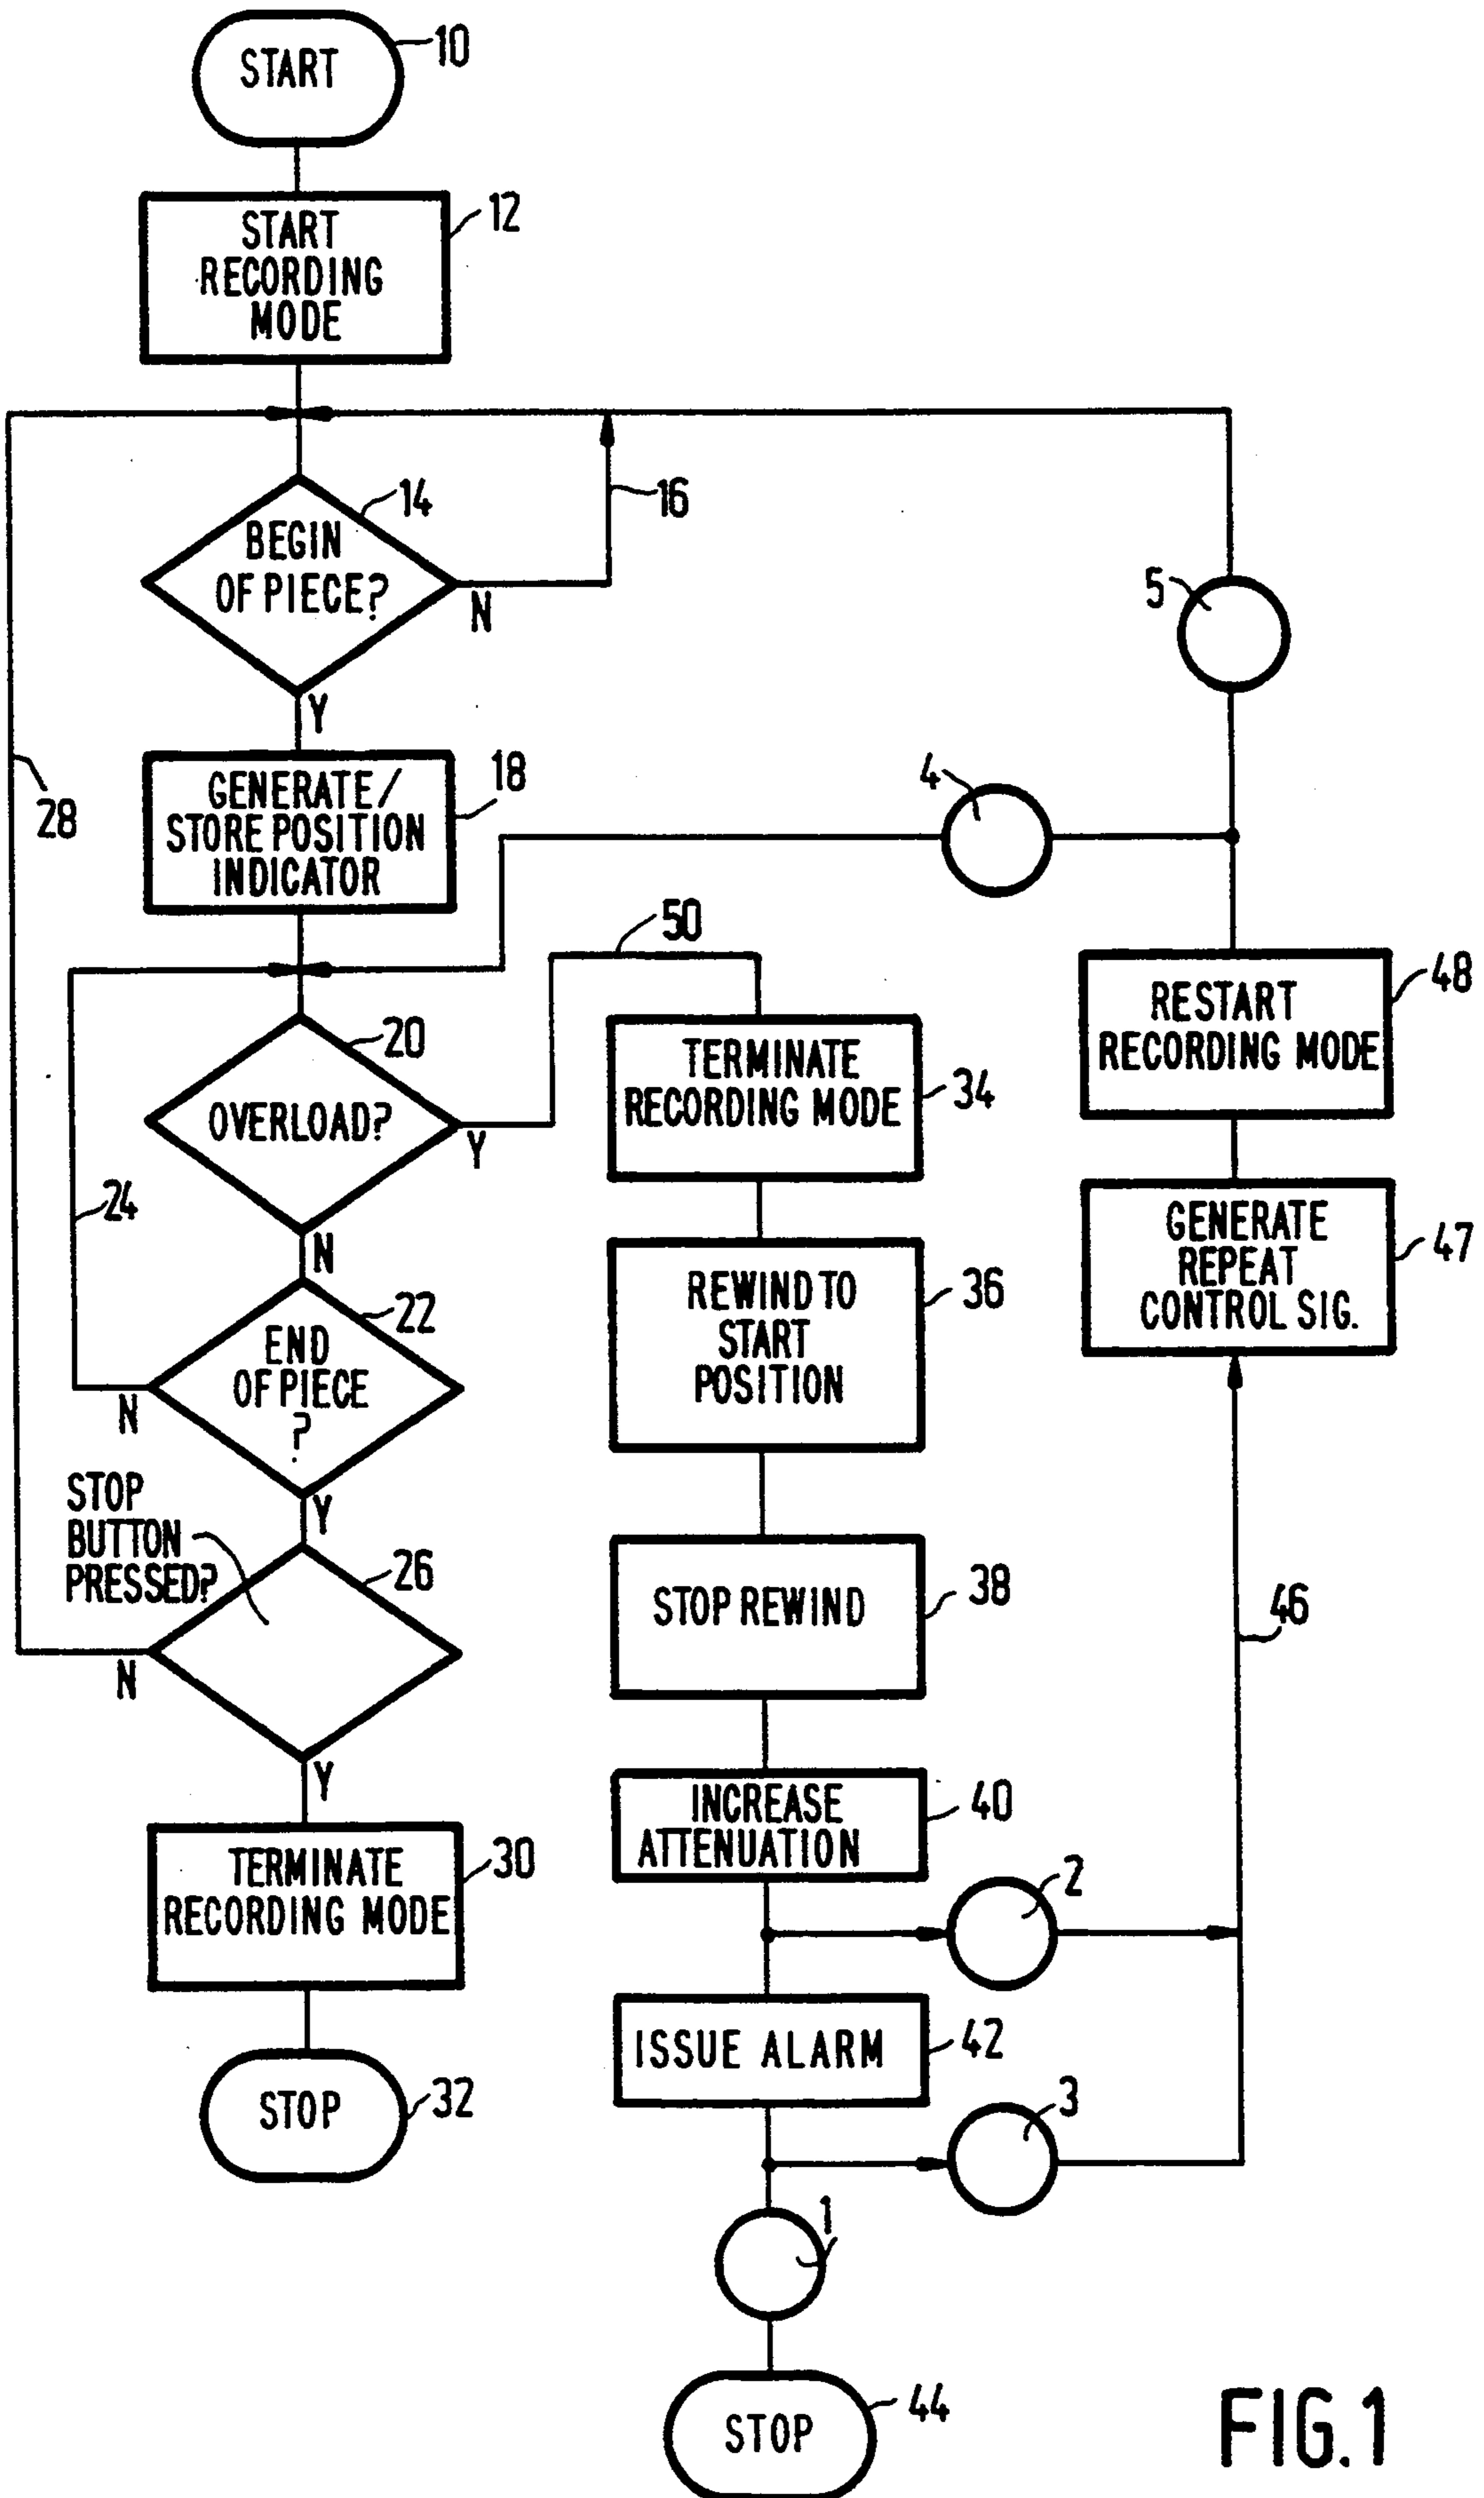 START
10
START
RECORDING
MODE
12
BEGIN
OF PIECE?
14
16
N
Y
5
28
GENERATE/
STORE POSITION
INDICATOR
18
4
50
OVERLOAD?
20
Y
N
24
TERMINATE
RECORDING MODE
34
RESTART
RECORDING MODE
48
END
OF PIECE
?
22
N
Y
REWIND TO
START
POSITION
36
GENERATE
REPEAT
CONTROL SIG.
47
STOP
BUTTON
PRESSED?
26
N
Y
STOP REWIND
38
46
TERMINATE
RECORDING MODE
30
INCREASE
ATTENUATION
40
2
STOP
32
ISSUE ALARM
42
3
1
STOP
44
FIG.1